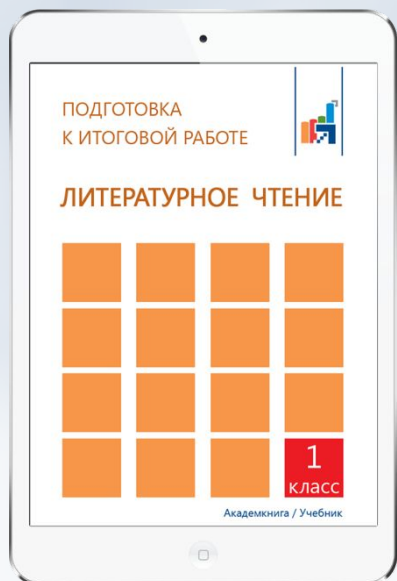 ПОДГОТОВКА
К ИТОГОВОЙ РАБОТЕ
ЛИТЕРАТУРНОЕ ЧТЕНИЕ
1
класс
Академкнига / Учебник